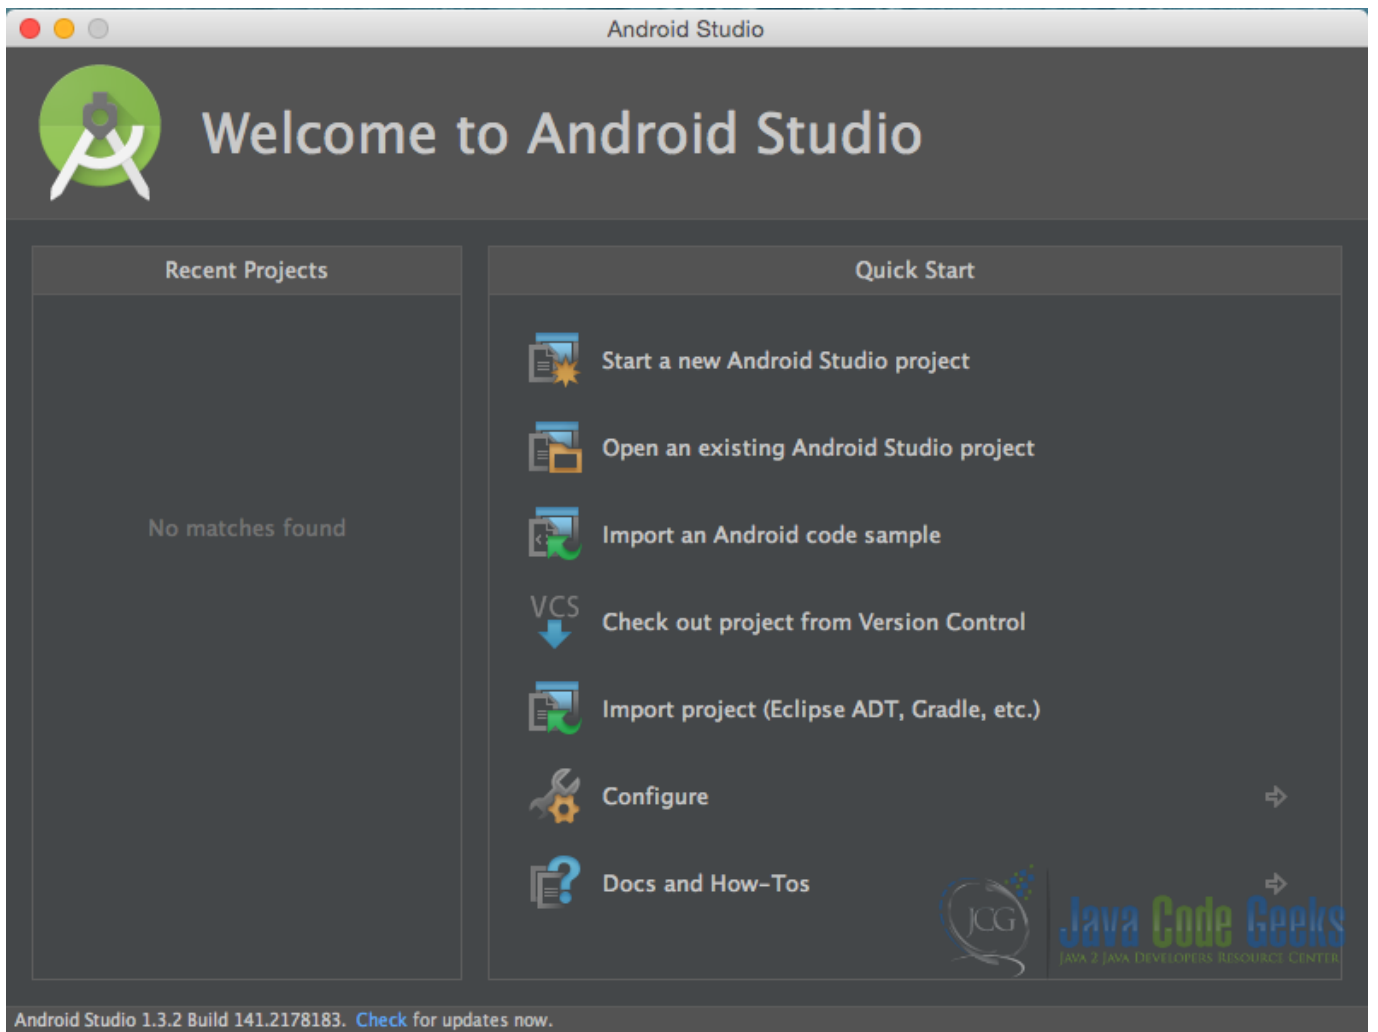 Android Studio
Welcome to Android Studio
Recent Projects
No matches found
Quick Start
Start a new Android Studio project
Open an existing Android Studio project
Import an Android code sample
VCS
Check out project from Version Control
Import project (Eclipse ADT, Gradle, etc.)
Configure
Docs and How-Tos
JCG
Java Code Geeks
JAVA 2 JAVA DEVELOPERS RESOURCE CENTER
Android Studio 1.3.2 Build 141.2178183. Check for updates now.